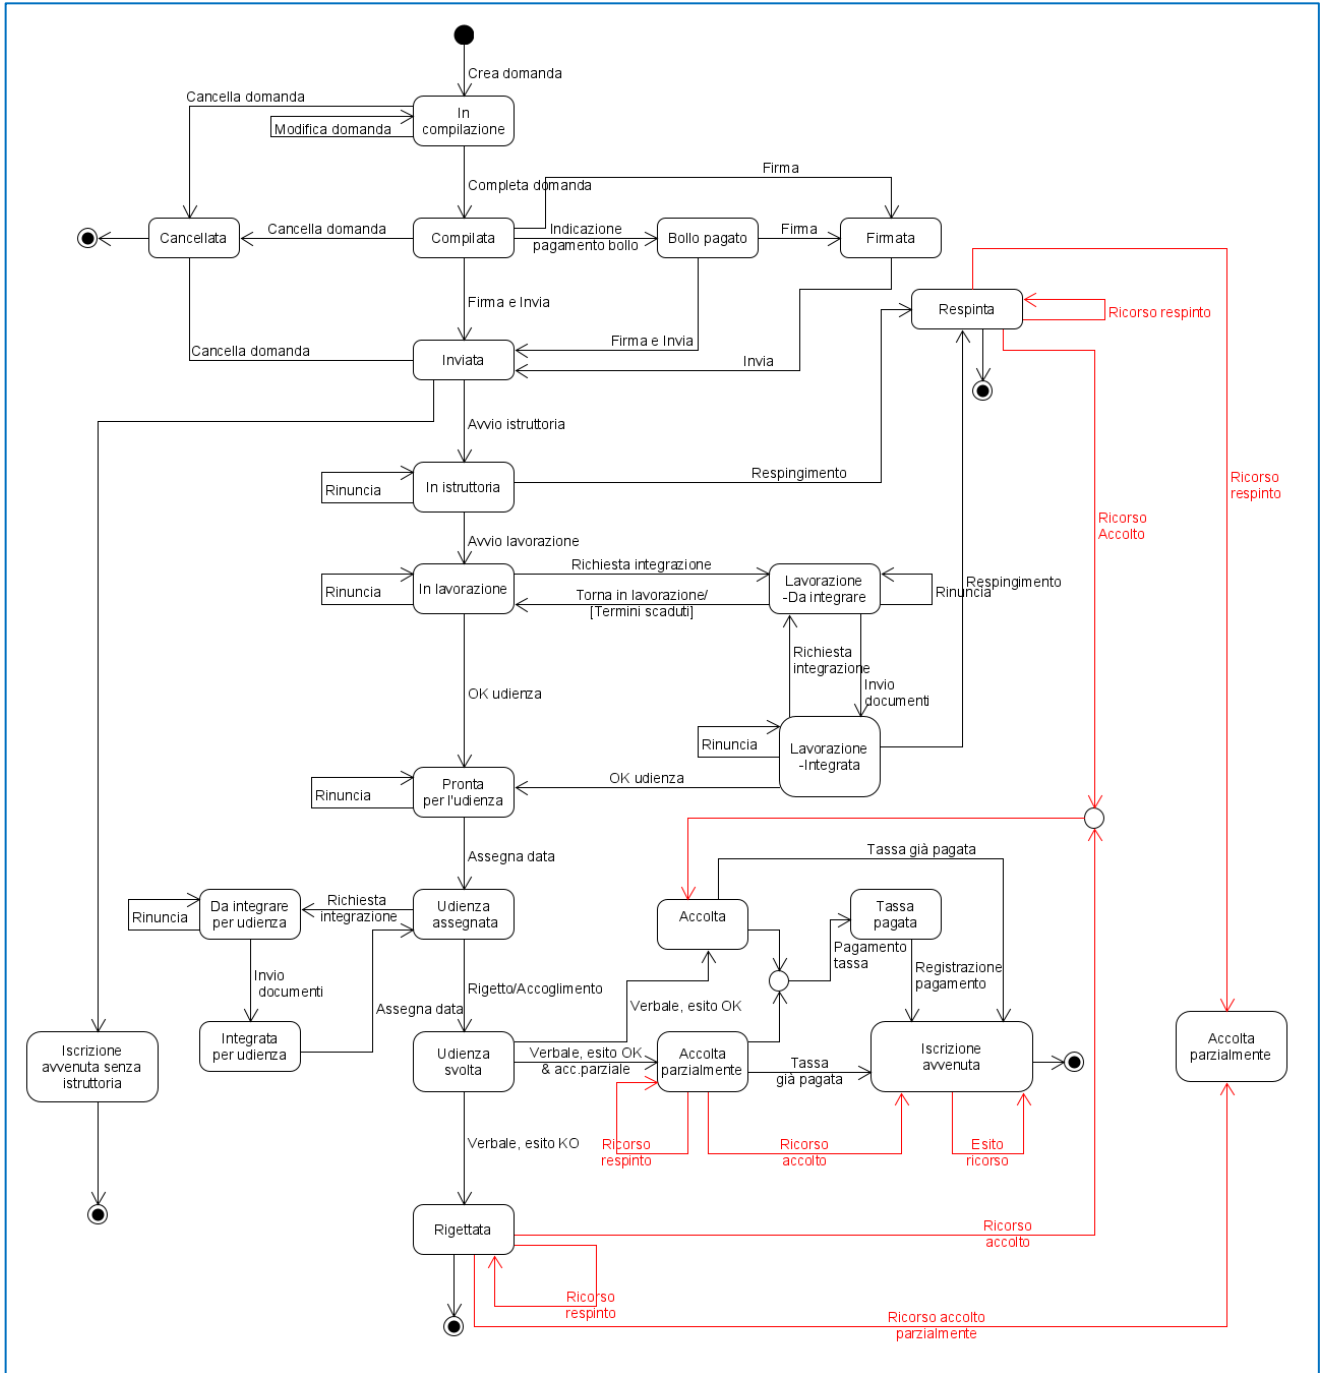 Crea domanda
Cancella domanda
In
compilazione
Modifica domanda
Firma
Completa domanda
Cancellata
Cancella domanda
Compilata
Indicazione
pagamento bollo
Bollo pagato
Firma
Firmata
Firma e Invia
Respinta
Ricorso respinto
Cancella domanda
Inviata
Firma e Invia
Invia
Avvio istruttoria
Rinuncia
In istruttoria
Respingimento
Ricorso
respinto
Ricorso
Accolto
Avvio lavorazione
Rinuncia
In lavorazione
Richiesta integrazione
Torna in lavorazione/
[Termini scaduti]
Lavorazione
-Da integrare
Rinuncia
Respingimento
Richiesta
integrazione
Invio
documenti
OK udienza
Rinuncia
Lavorazione
-Integrata
Rinuncia
Pronta
per l'udienza
OK udienza
Assegna data
Tassa già pagata
Rinuncia
Da integrare
per udienza
Richiesta
integrazione
Udienza
assegnata
Accolta
Tassa
pagata
Pagamento
tassa
Invio
documenti
Rigetto/Accoglimento
Registrazione
pagamento
Assegna data
Verbale, esito OK
Iscrizione
avvenuta senza
istruttoria
Integrata
per udienza
Udienza
svolta
Verbale, esito OK
& acc.parziale
Accolta
parzialmente
Tassa
già pagata
Iscrizione
avvenuta
Accolta
parzialmente
Verbale, esito KO
Ricorso
respinto
Ricorso
accolto
Esito
ricorso
Rigettata
Ricorso
accolto
Ricorso
respinto
Ricorso accolto
parzialmente